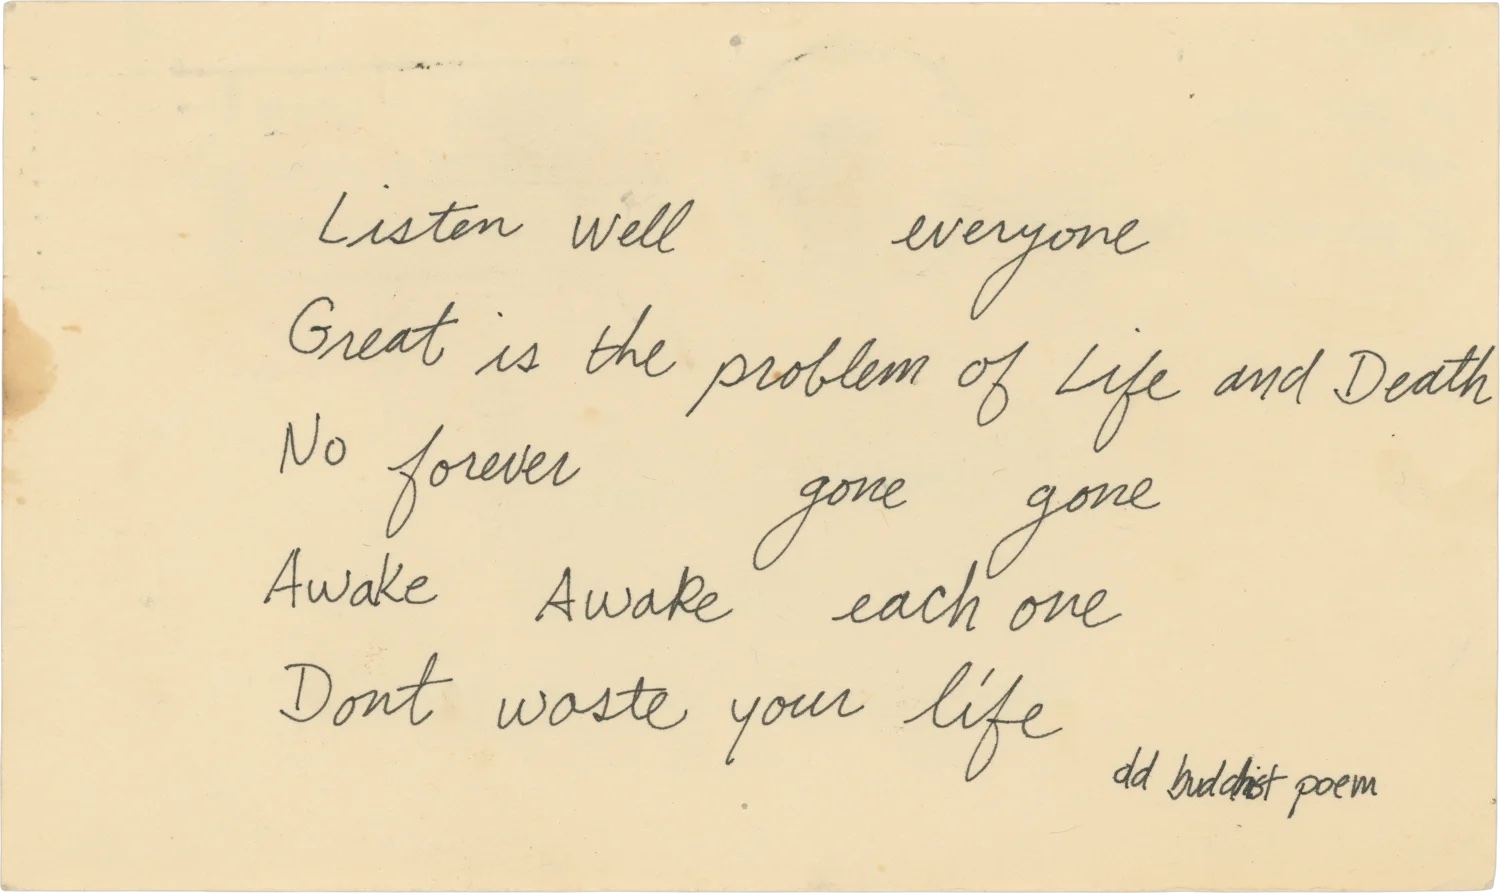 Listen well everyone
Great is the problem of Life and Death
No forever gone gone
Awake Awake each one
Dont waste your life
dd buddhist poem